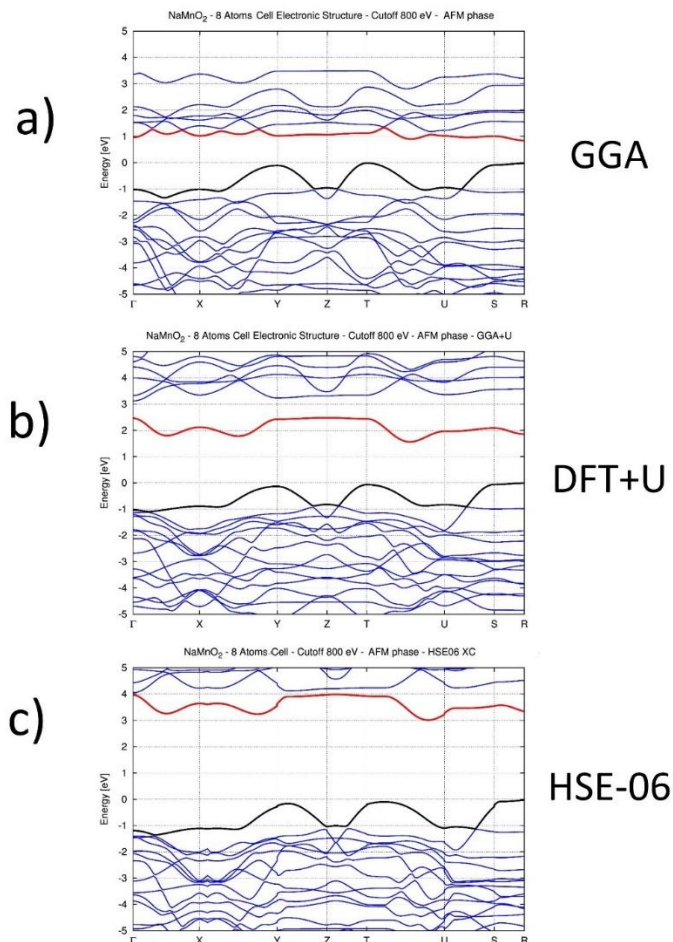 NaMnO₂ - 8 Atoms Cell Electronic Structure - Cutoff 800 eV - AFM phase
a)
GGA
Energy [eV]
5
4
3
2
1
0
-1
-2
-3
-4
-5
Γ X Y Z T U S R
NaMnO₂ - 8 Atoms Cell Electronic Structure - Cutoff 800 eV - AFM phase - GGA+U
b)
DFT+U
Energy [eV]
5
4
3
2
1
0
-1
-2
-3
-4
-5
Γ X Y Z T U S R
NaMnO₂ - 8 Atoms Cell - Cutoff 800 eV - AFM phase - HSE06 XC
c)
HSE-06
Energy [eV]
5
4
3
2
1
0
-1
-2
-3
-4
-5
Γ X Y Z T U S R